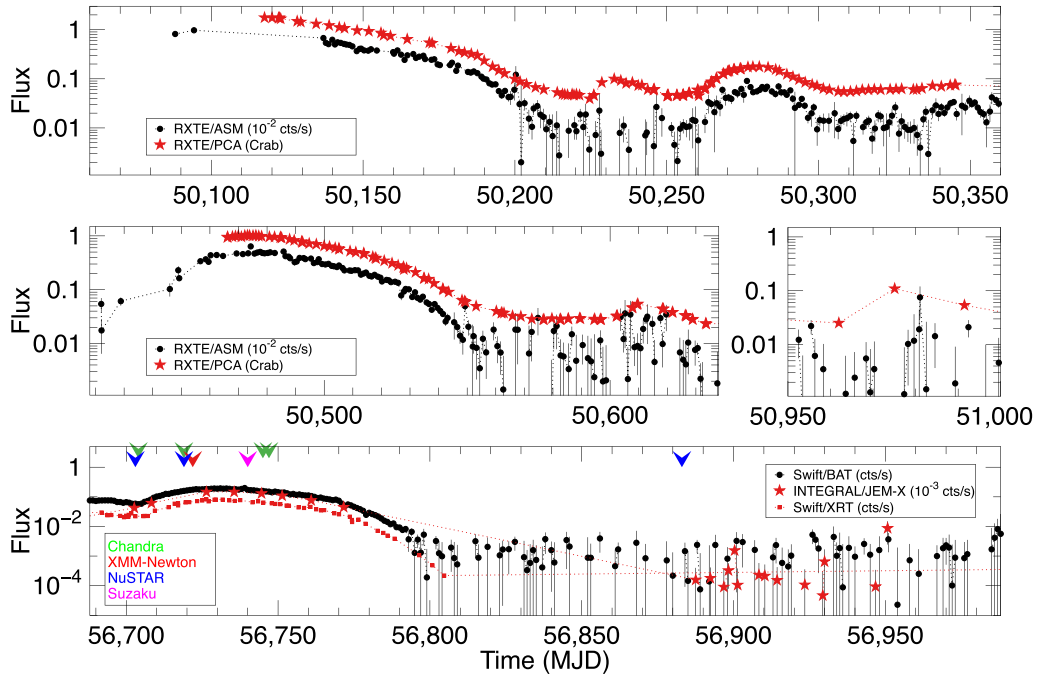 Flux
1
0.1
0.01
RXTE/ASM (10⁻² cts/s)
RXTE/PCA (Crab)
50,100 50,150 50,200 50,250 50,300 50,350
Flux
1
0.1
0.01
RXTE/ASM (10⁻² cts/s)
RXTE/PCA (Crab)
50,500 50,600
1
0.1
0.01
50,950 51,000
Flux
1
10⁻²
10⁻⁴
Swift/BAT (cts/s)
INTEGRAL/JEM-X (10⁻³ cts/s)
Swift/XRT (cts/s)
Chandra
XMM-Newton
NuSTAR
Suzaku
56,700 56,750 56,800 56,850 56,900 56,950
Time (MJD)